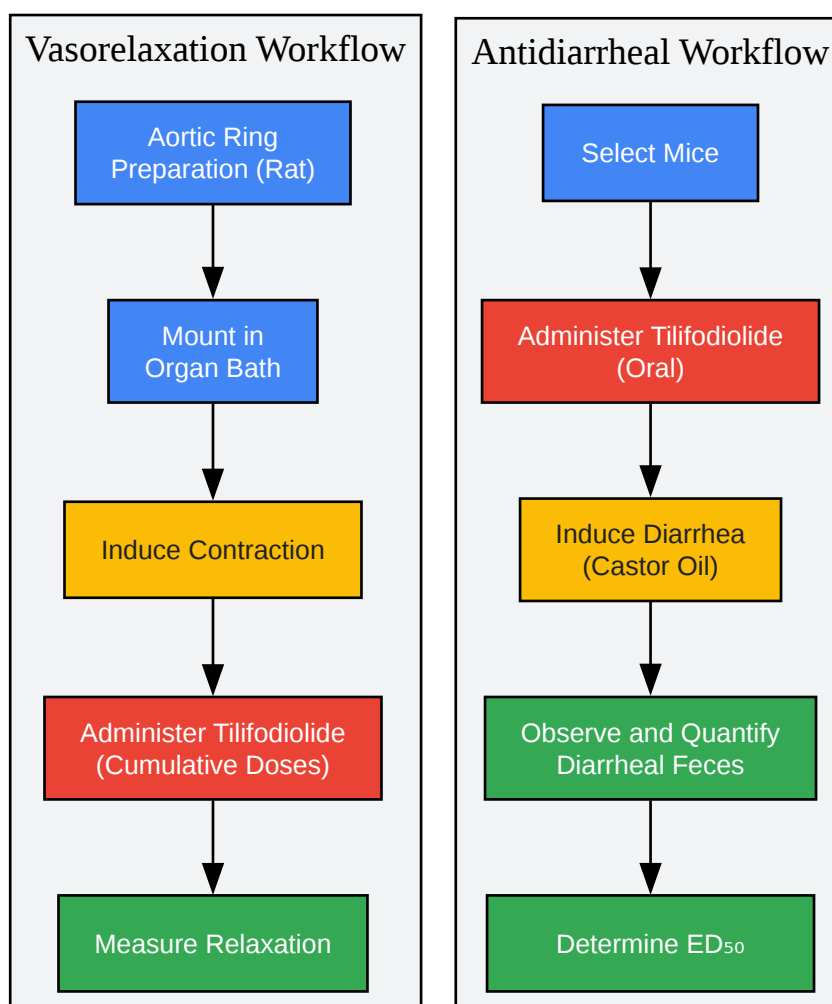 Vasorelaxation Workflow
Aortic Ring
Preparation (Rat)
Mount in
Organ Bath
Induce Contraction
Administer Tilifodiolide
(Cumulative Doses)
Measure Relaxation
Antidiarrheal Workflow
Select Mice
Administer Tilifodiolide
(Oral)
Induce Diarrhea
(Castor Oil)
Observe and Quantify
Diarrheal Feces
Determine ED₅₀